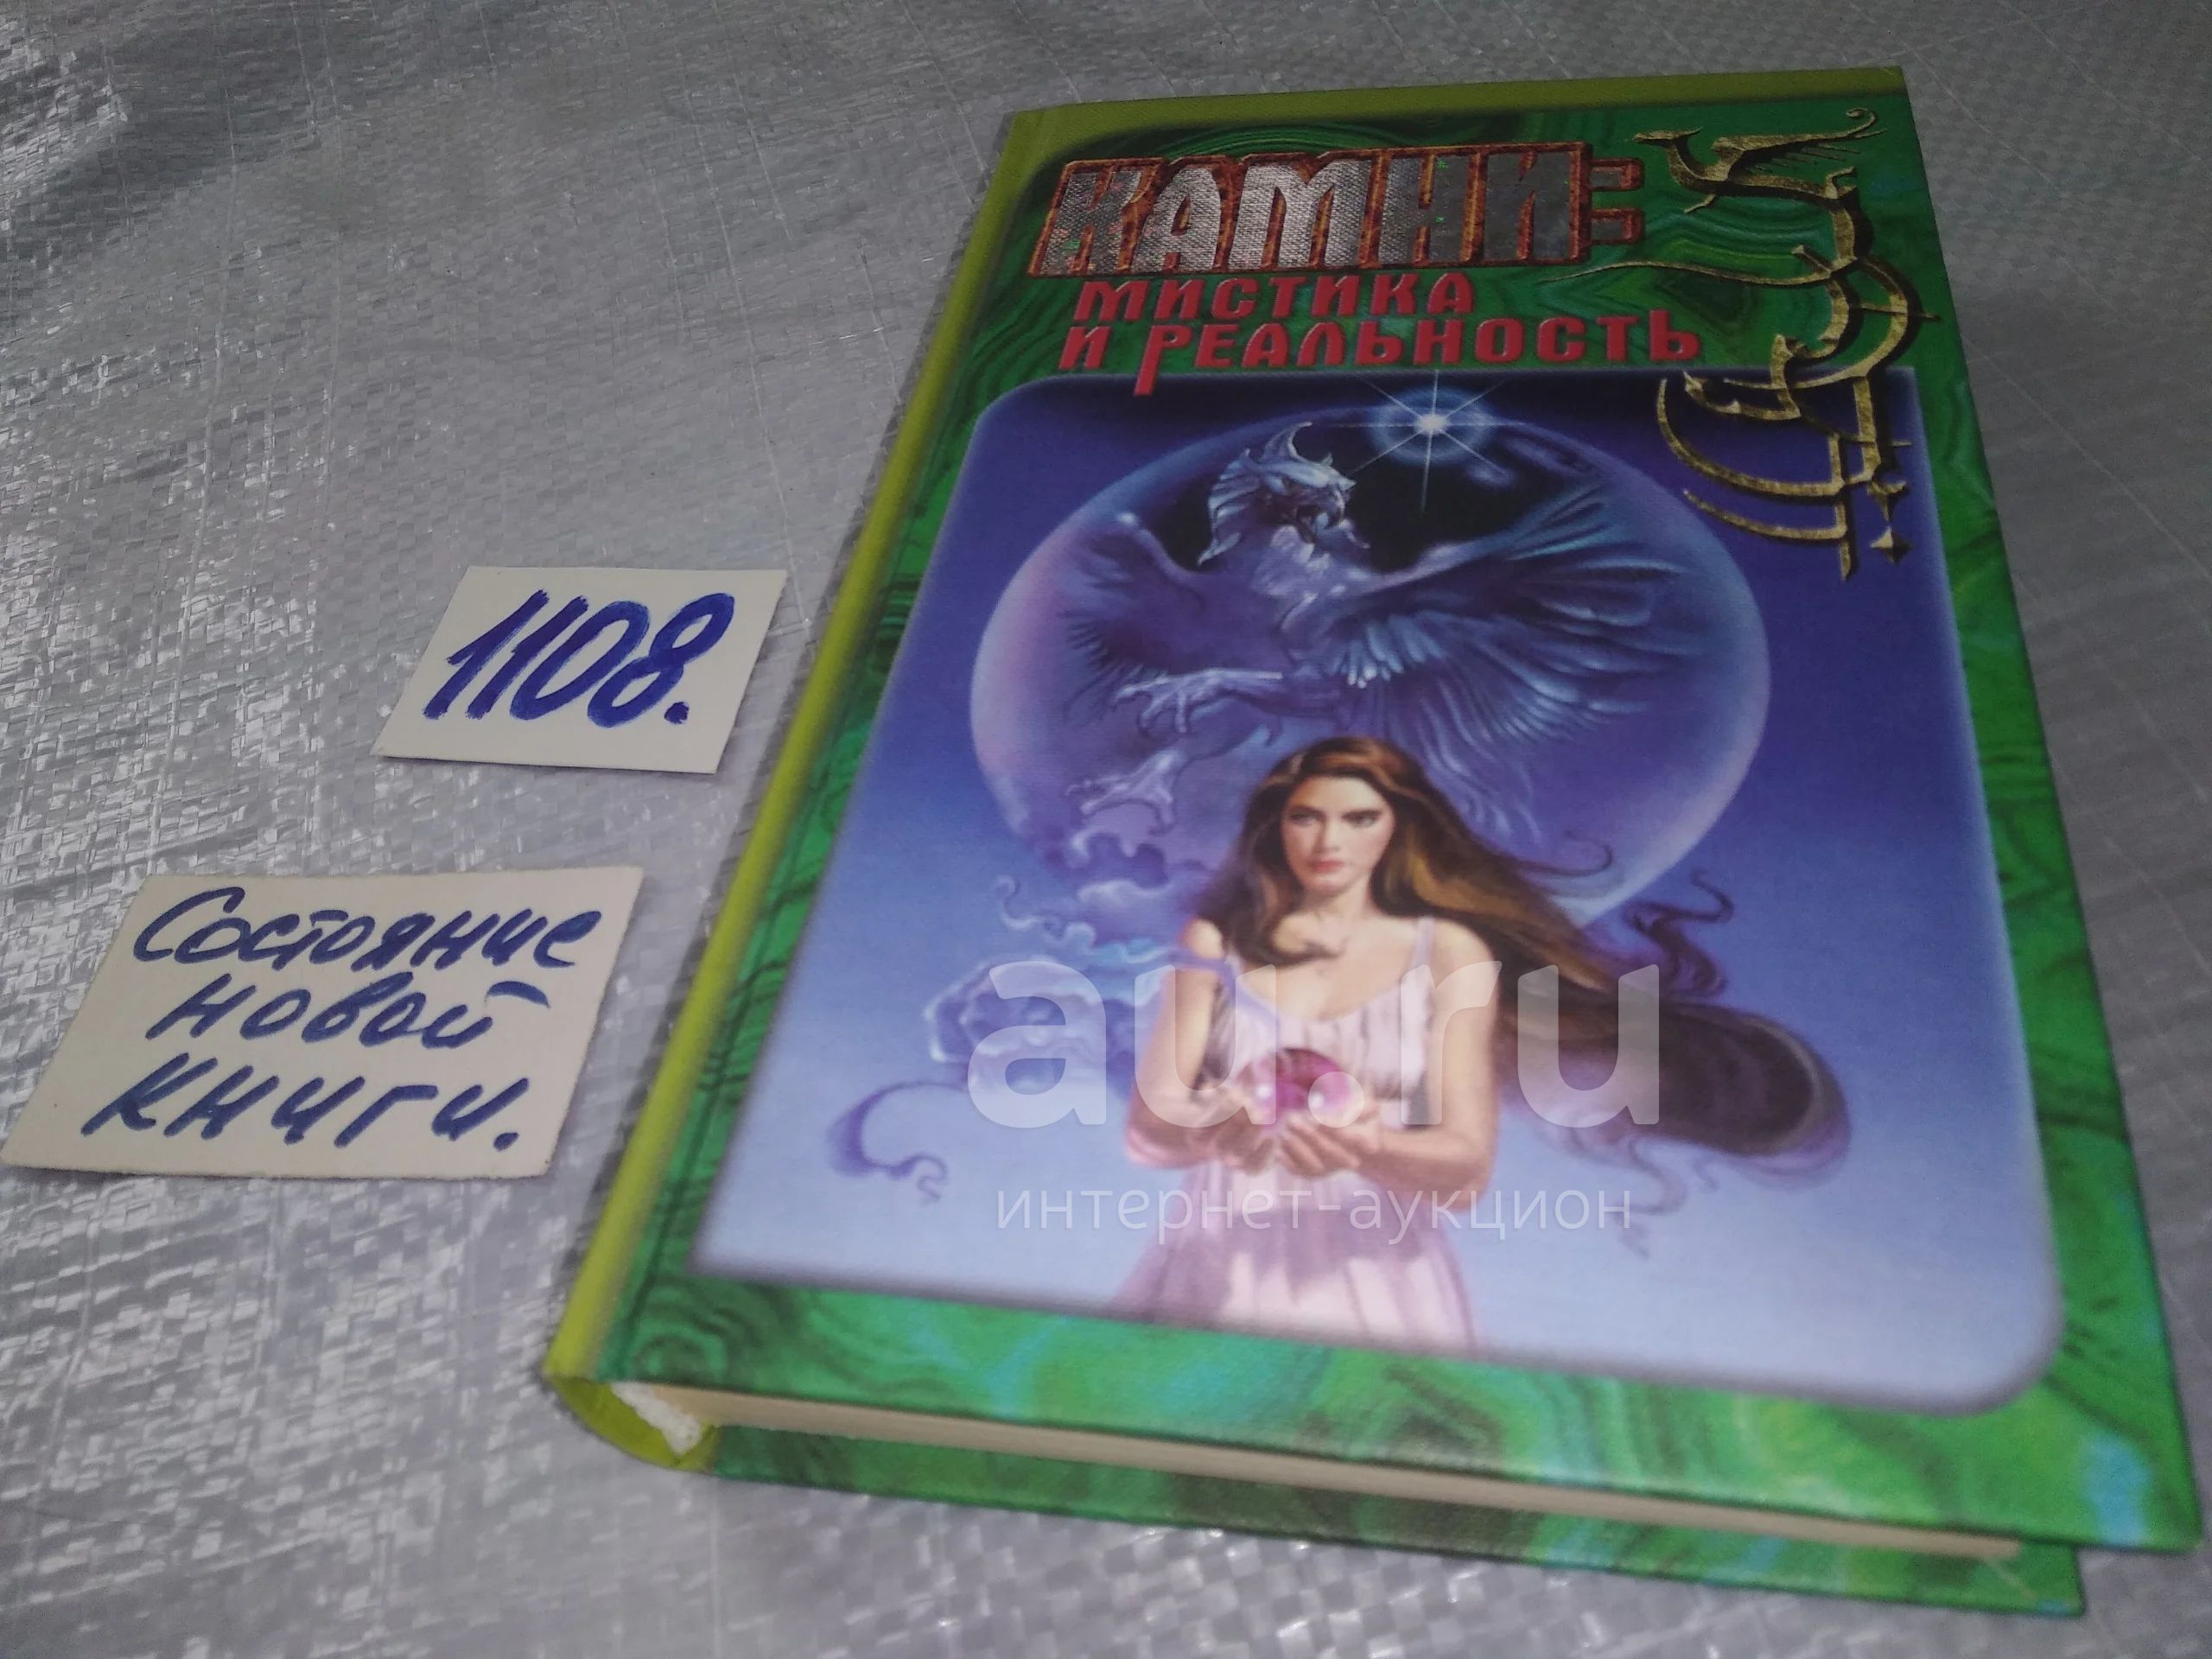 КАМНИ:
МИСТИКА
И РЕАЛЬНОСТЬ
1108.
Состояние
новой
книги.
au.ru
интернет-аукцион